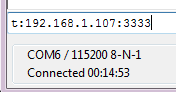 t:192.168.1.107:3333
COM6 / 115200 8-N-1
Connected 00:14:53